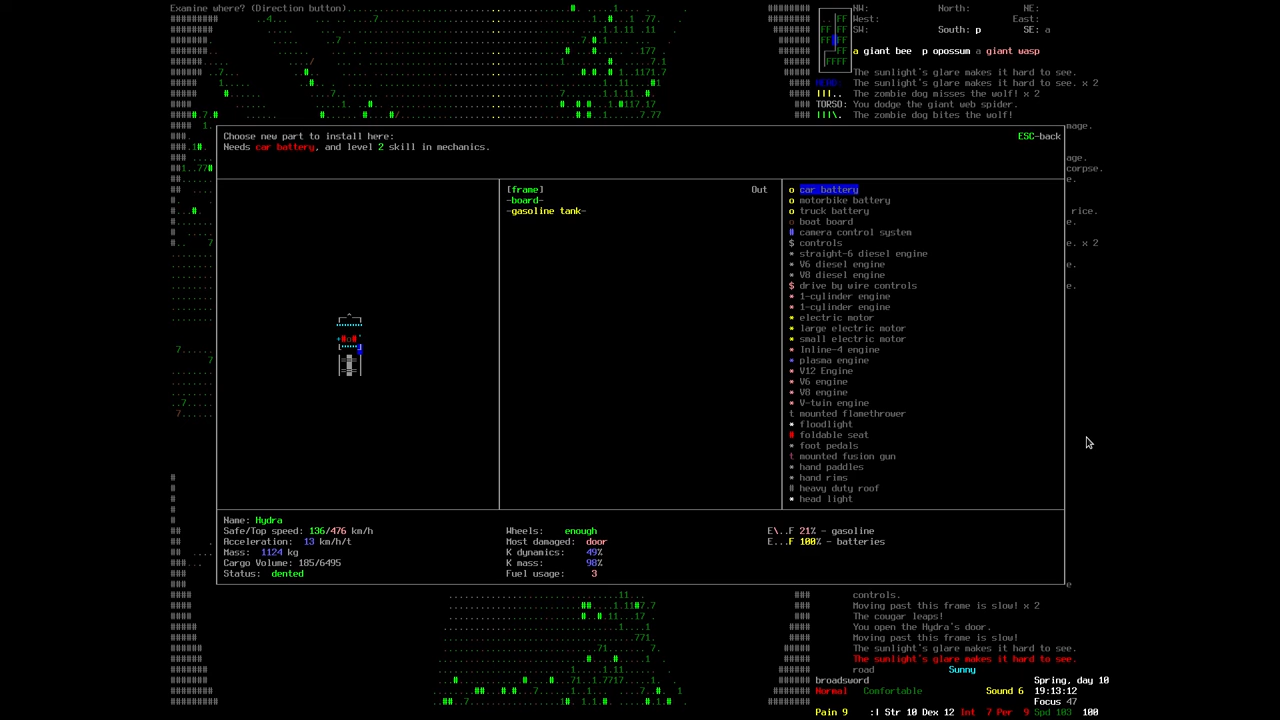 Examine where? (Direction button)
NW: North: NE:
West: East:
SW: South: p SE: a
a giant bee p opossum a giant wasp
The sunlight's glare makes it hard to see.
HEAD: The sunlight's glare makes it hard to see. x 2
The zombie dog misses the wolf! x 2
TORSO: You dodge the giant web spider.
The zombie dog bites the wolf!
mage.
age.
corpse.
rice.
e. x 2
Choose new part to install here:
ESC-back
Needs car battery, and level 2 skill in mechanics.
[frame] Out
-board-
-gasoline tank-
o car battery
o motorbike battery
o truck battery
o boat board
# camera control system
$ controls
* straight-6 diesel engine
* V6 diesel engine
* V8 diesel engine
$ drive by wire controls
* 1-cylinder engine
* 1-cylinder engine
* electric motor
* large electric motor
* small electric motor
* Inline-4 engine
* plasma engine
* V12 Engine
* V6 engine
* V8 engine
* V-twin engine
t mounted flamethrower
* floodlight
# foldable seat
* foot pedals
t mounted fusion gun
* hand paddles
* hand rims
# heavy duty roof
* head light
Name: Hydra
Safe/Top speed: 136/476 km/h
Acceleration: 13 km/h/t
Mass: 1124 kg
Cargo Volume: 185/6495
Status: dented
Wheels: enough
Most damaged: door
K dynamics: 49%
K mass: 98%
Fuel usage: 3
E\..F 21% - gasoline
E...F 100% - batteries
controls.
Moving past this frame is slow! x 2
The cougar leaps!
You open the Hydra's door.
Moving past this frame is slow!
The sunlight's glare makes it hard to see.
The sunlight's glare makes it hard to see.
road Sunny
broadsword Spring, day 10
Normal Comfortable Sound 6 19:13:12
Focus 47
Pain 9 :| Str 10 Dex 12 Int 7 Per 9 Spd 103 100